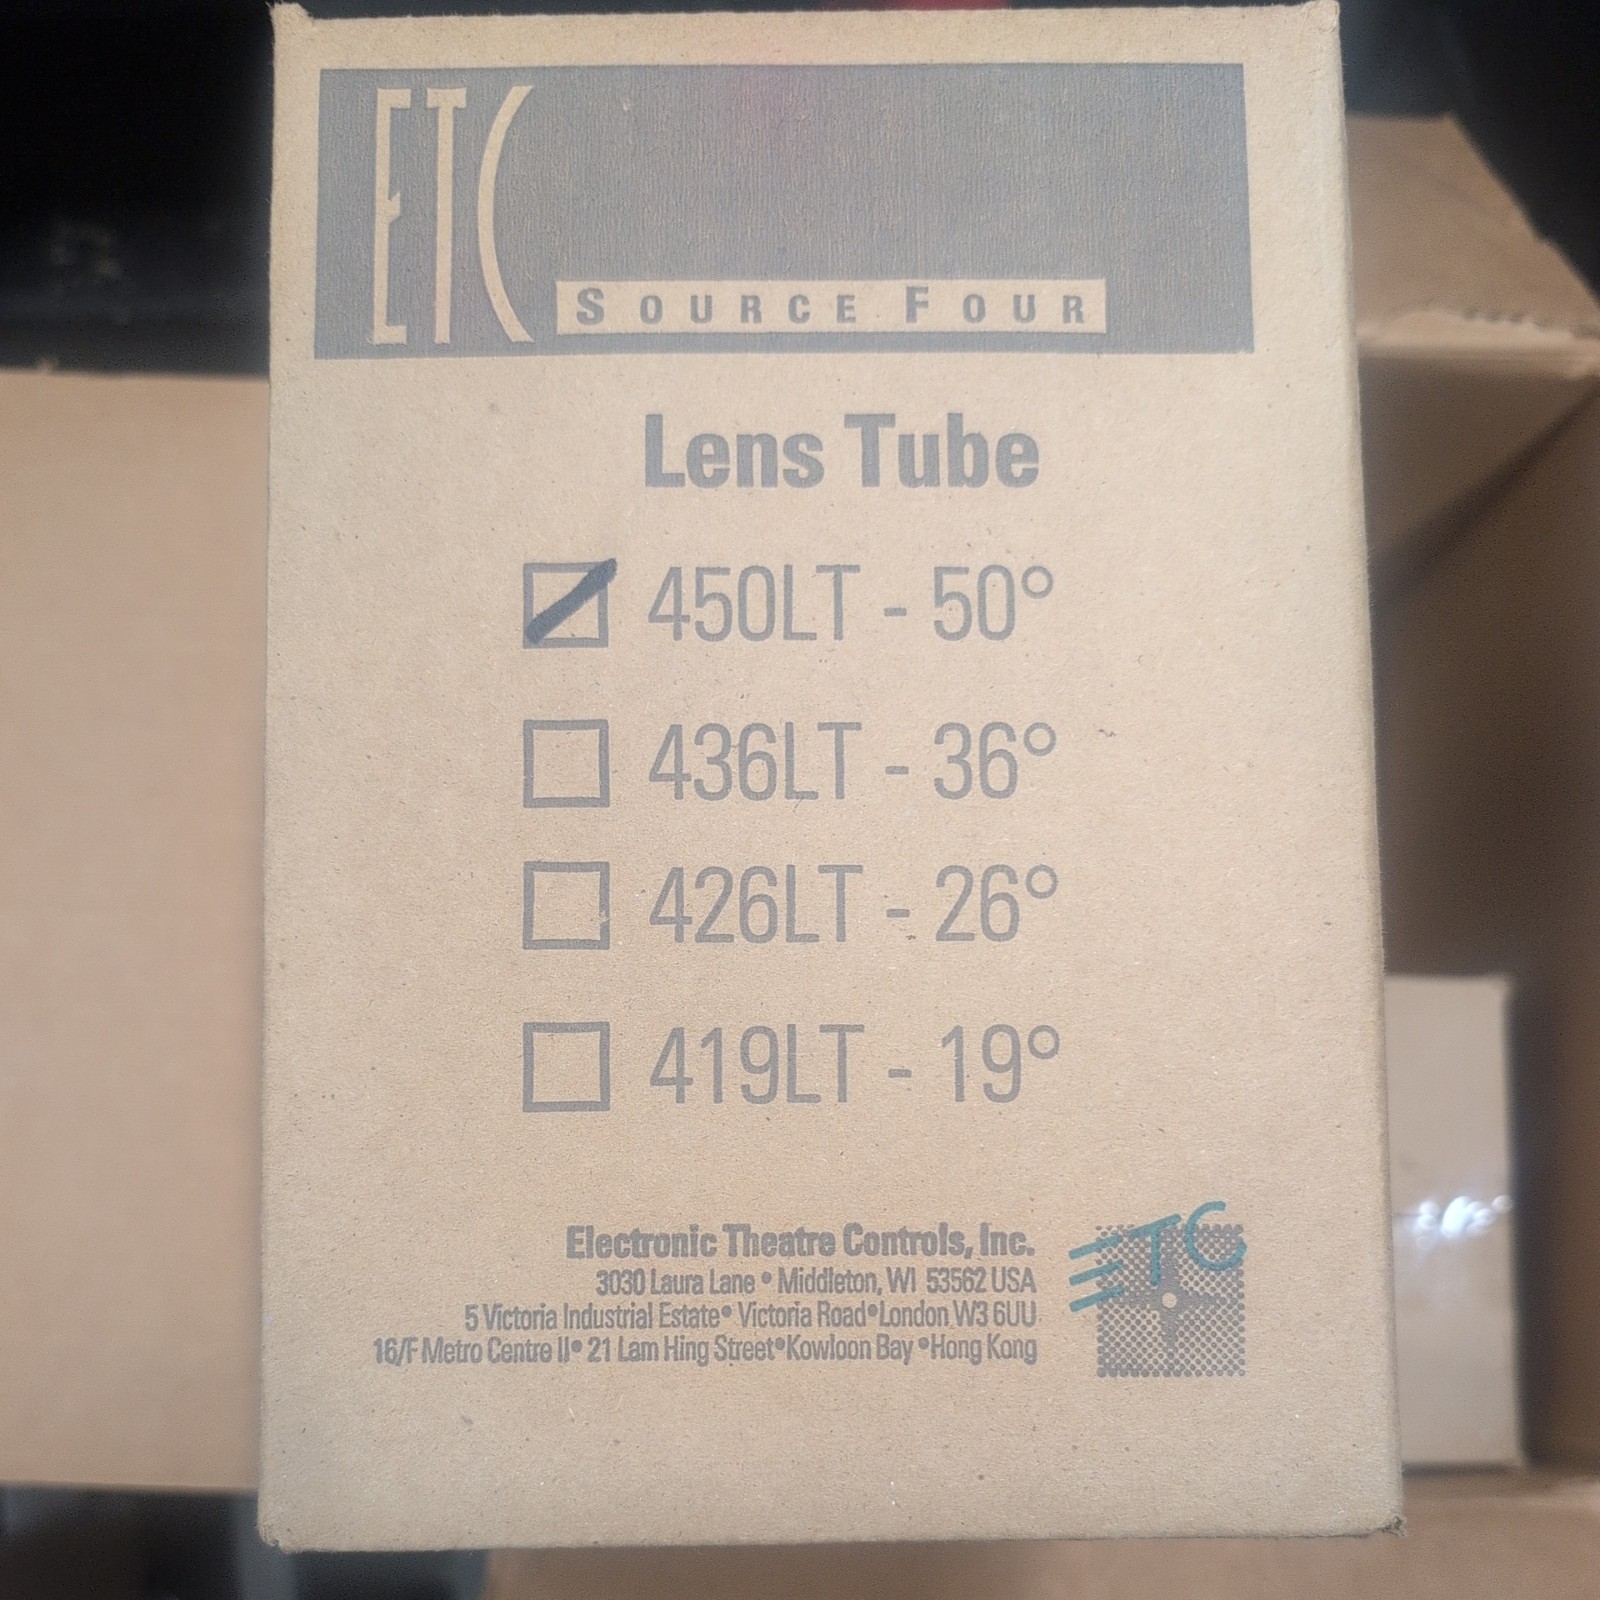 ETC
SOURCE FOUR
Lens Tube
450LT - 50°
436LT - 36°
426LT - 26°
419LT - 19°
Electronic Theatre Controls, Inc.
3030 Laura Lane • Middleton, WI 53562 USA
5 Victoria Industrial Estate • Victoria Road • London W3 6UU
16/F Metro Centre II • 21 Lam Hing Street • Kowloon Bay • Hong Kong
ETC